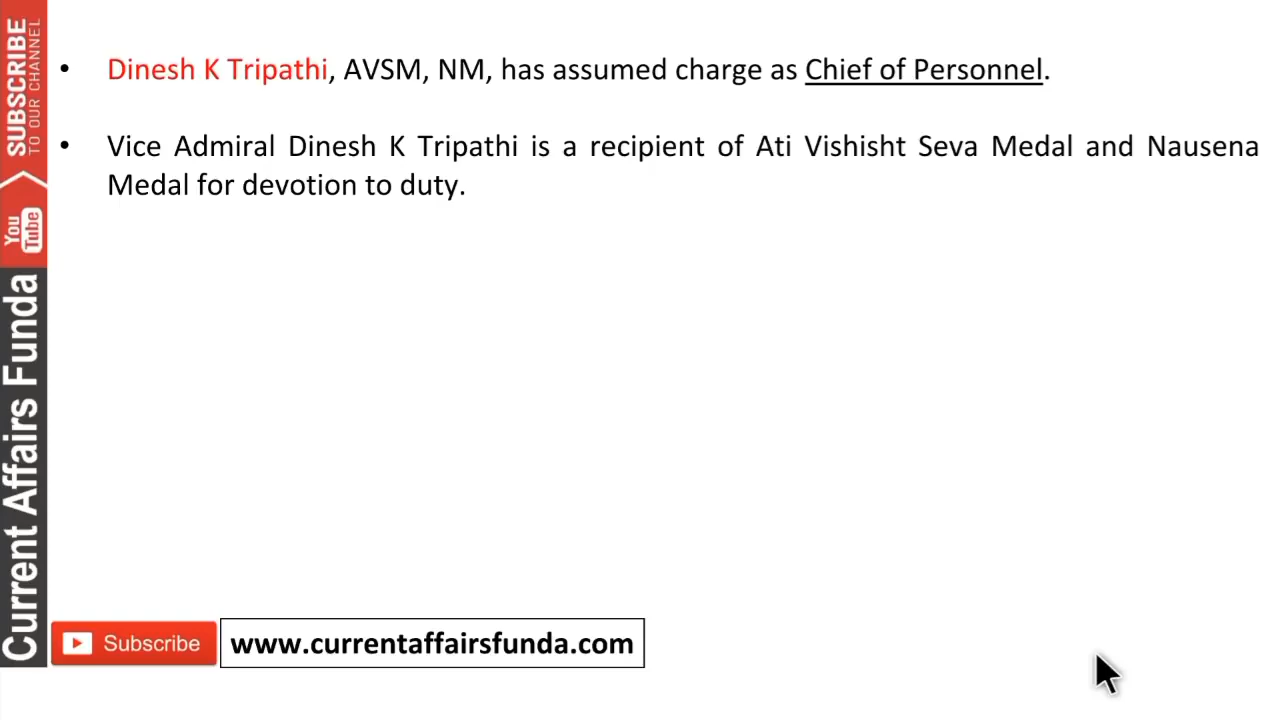 SUBSCRIBE
TO OUR CHANNEL
You
Tube
Current Affairs Funda
• Dinesh K Tripathi, AVSM, NM, has assumed charge as Chief of Personnel.
• Vice Admiral Dinesh K Tripathi is a recipient of Ati Vishisht Seva Medal and Nausena
Medal for devotion to duty.
Subscribe
www.currentaffairsfunda.com